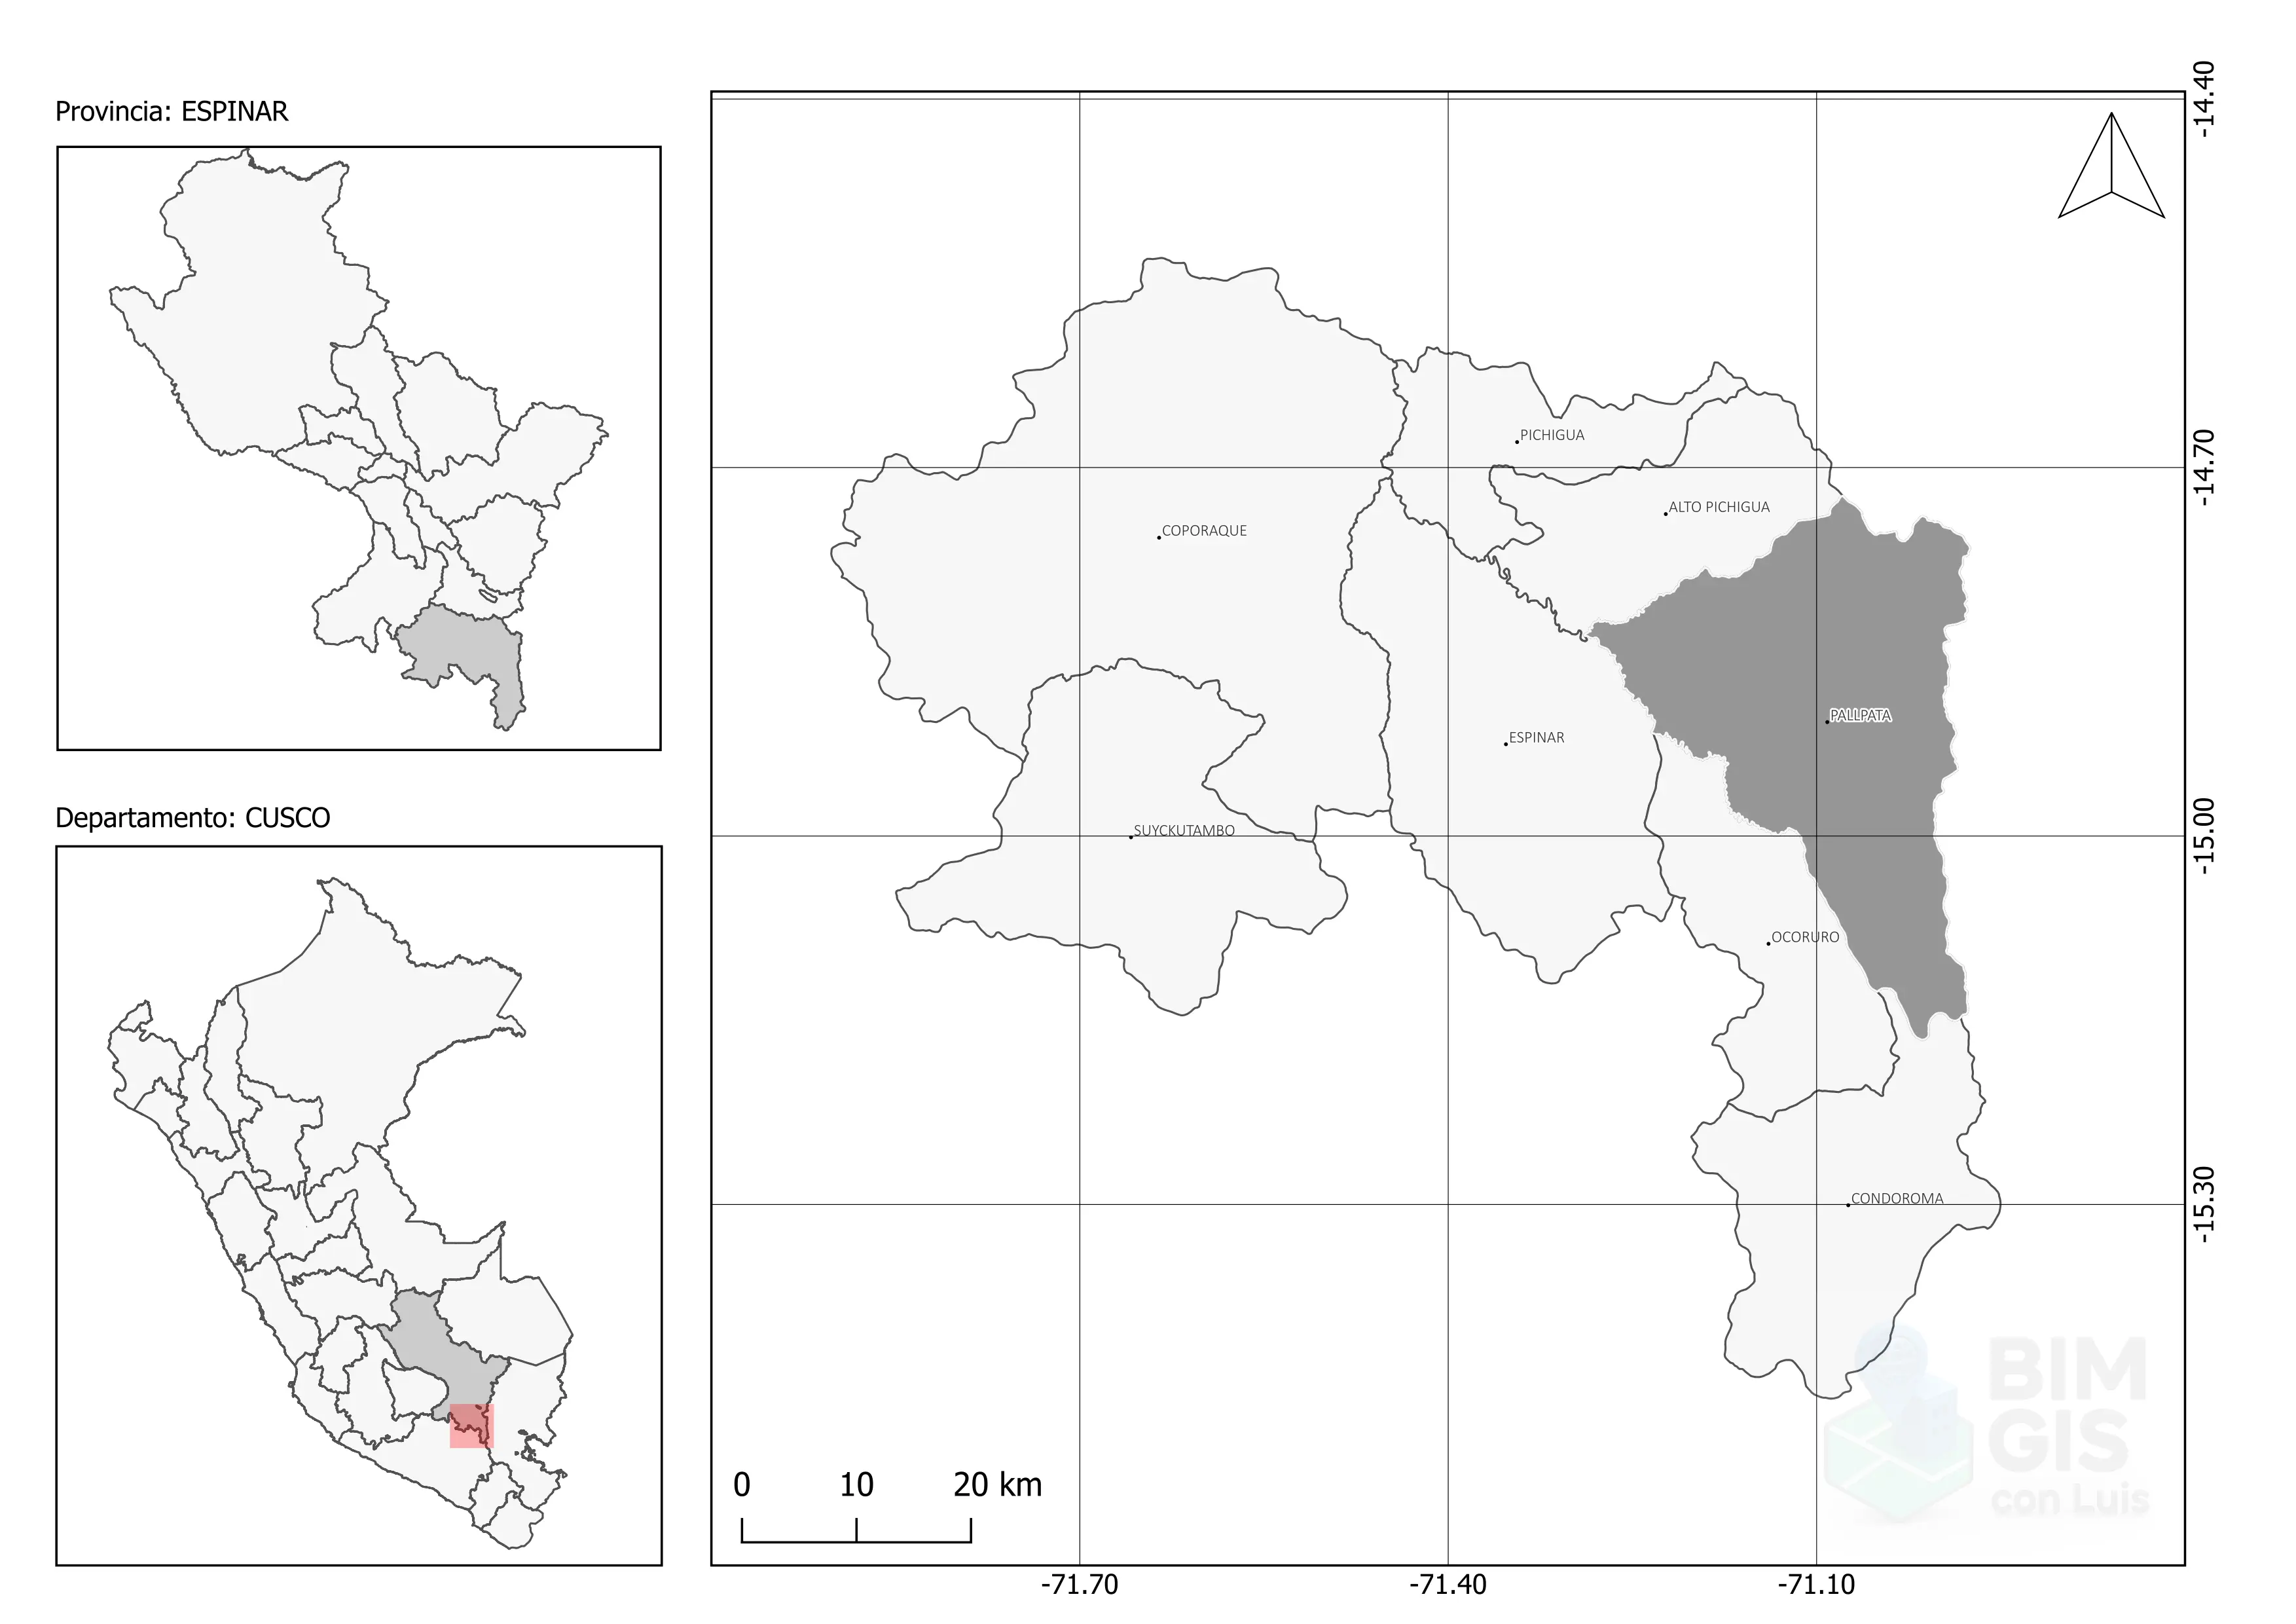 Provincia: ESPINAR
Departamento: CUSCO
-14.40
PICHIGUA
-14.70
ALTO PICHIGUA
COPORAQUE
PALLPATA
ESPINAR
SUYCKUTAMBO
-15.00
OCORURO
CONDOROMA
-15.30
BIM
GIS
con Luis
0 10 20 km
-71.70 -71.40 -71.10